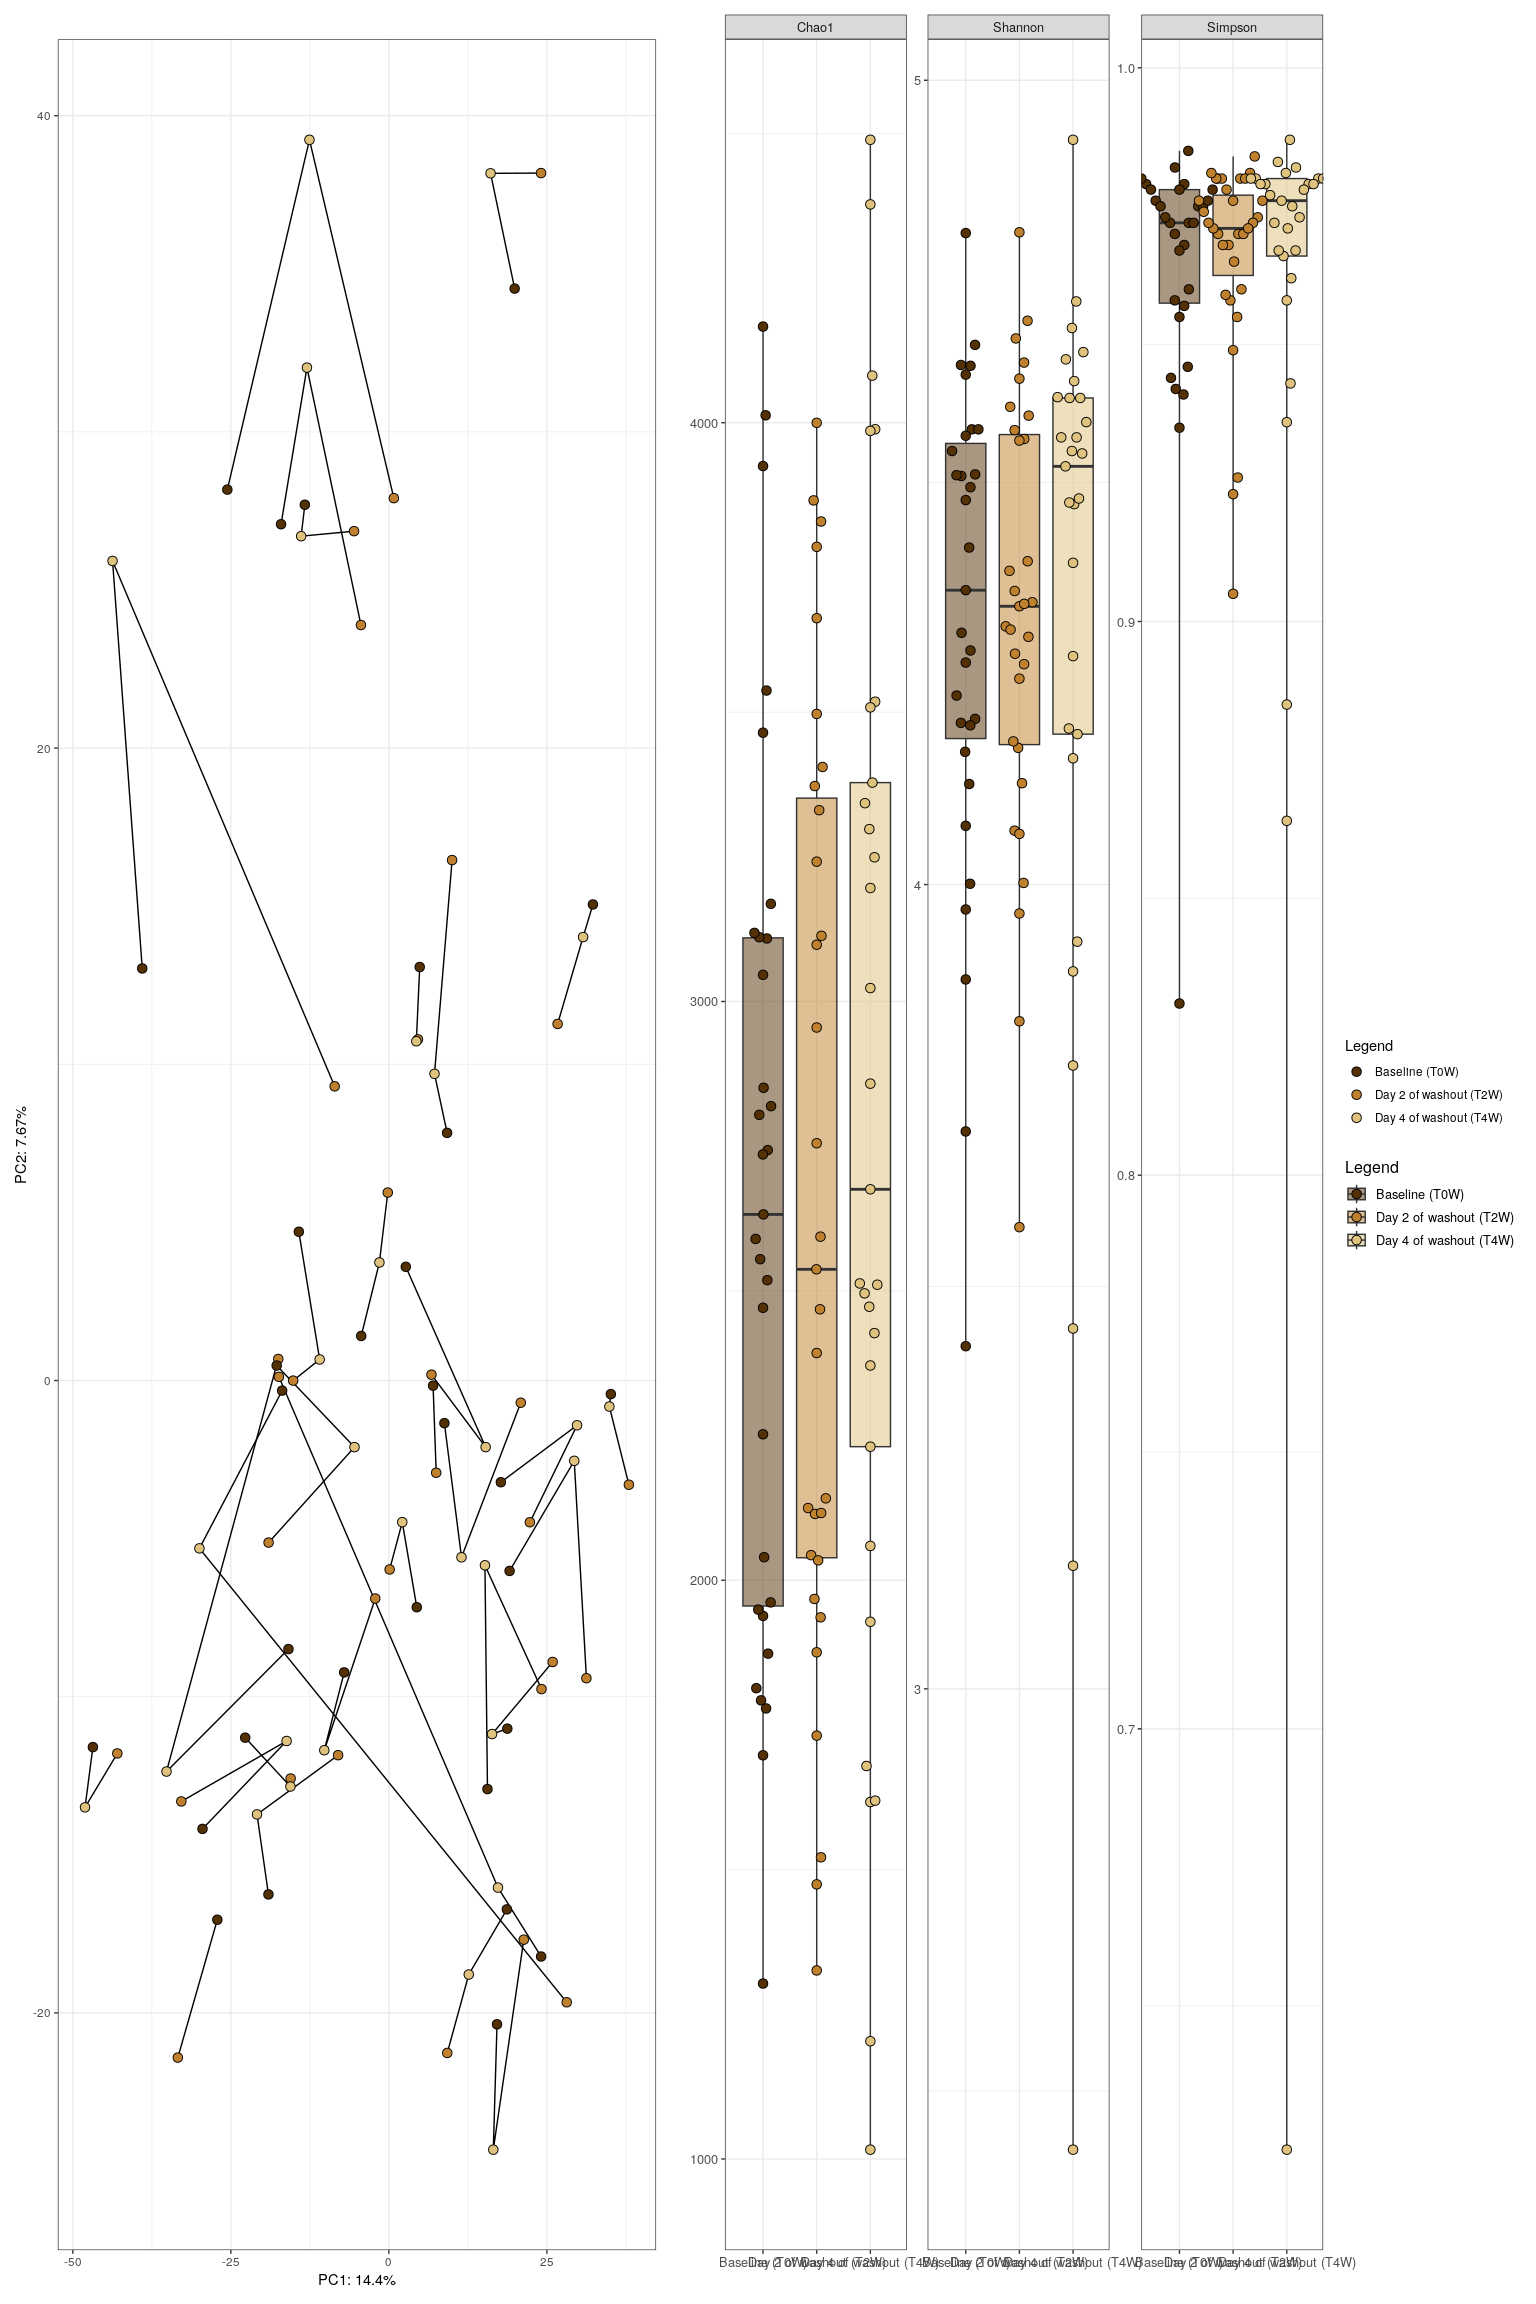 Chao1
Shannon
Simpson
40
20
0
-20
PC2: 7.67%
-50
-25
0
25
PC1: 14.4%
4000
3000
2000
1000
5
4
3
1.0
0.9
0.8
0.7
Legend
Baseline (T0W)
Day 2 of washout (T2W)
Day 4 of washout (T4W)
Legend
Baseline (T0W)
Day 2 of washout (T2W)
Day 4 of washout (T4W)